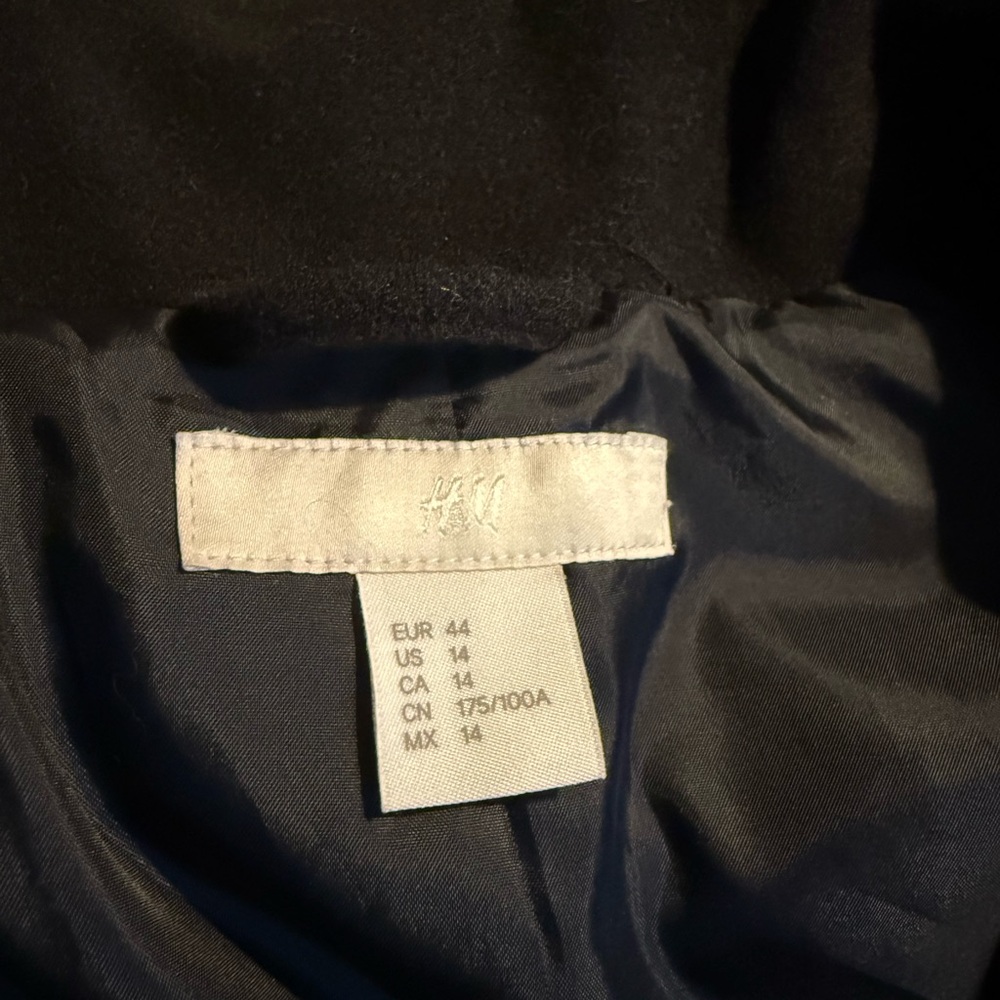 H&M
EUR 44
US 14
CA 14
CN 175/100A
MX 14